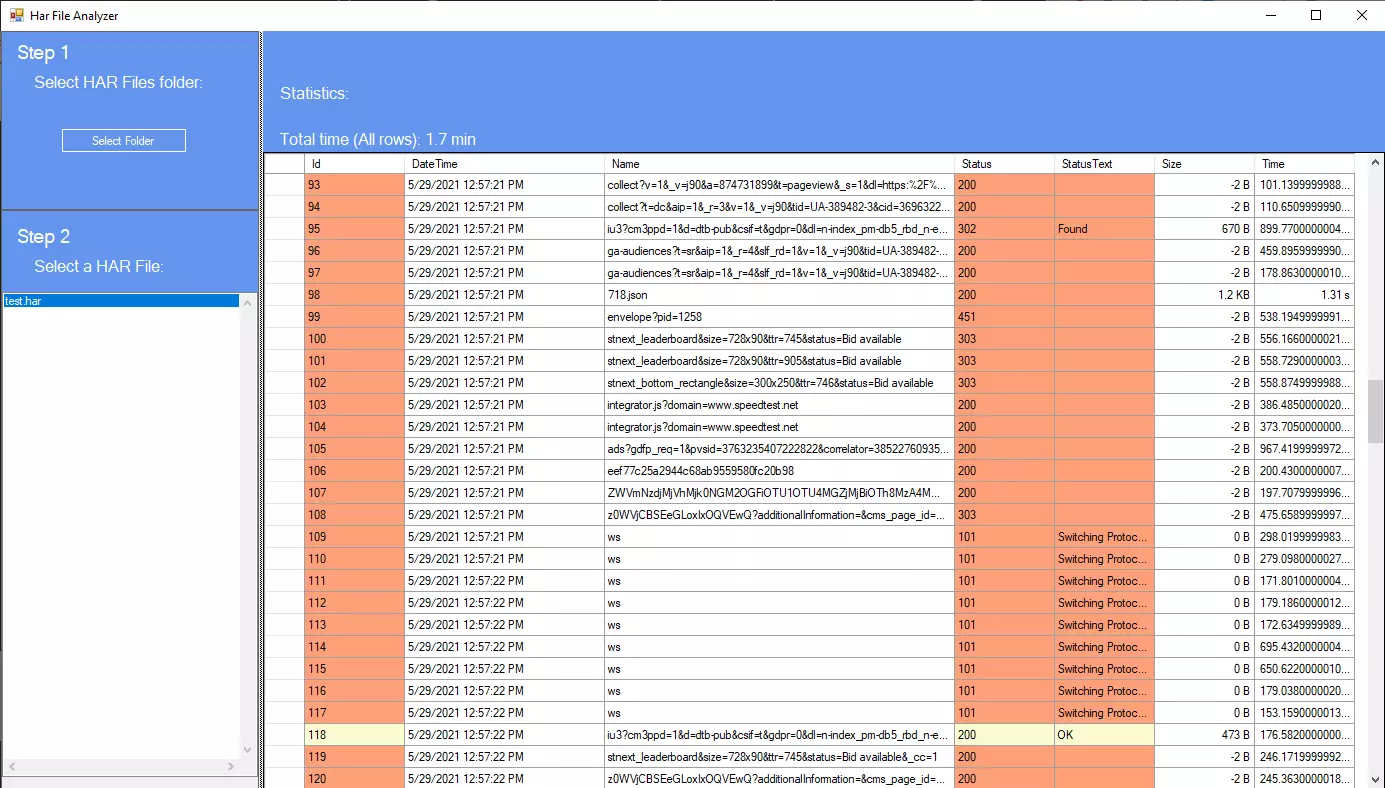 Har File Analyzer
Step 1
Select HAR Files folder:
Select Folder
Step 2
Select a HAR File:
test.har
Statistics:
Total time (All rows): 1.7 min
Id DateTime Name Status StatusText Size Time
93 5/29/2021 12:57:21 PM collect?v=1&_v=j90&a=874731899&t=pageview&_s=1&dl=https:%2F%... 200 -2 B 101.1399999988...
94 5/29/2021 12:57:21 PM collect?t=dc&aip=1&_r=3&v=1&_v=j90&tid=UA-389482-3&cid=3696322... 200 -2 B 110.6509999990...
95 5/29/2021 12:57:21 PM iu3?cm3ppd=1&d=dtb-pub&csif=t&gdpr=0&dl=n-index_pm-db5_rbd_n-e... 302 Found 670 B 899.7700000004...
96 5/29/2021 12:57:21 PM ga-audiences?t=sr&aip=1&_r=4&slf_rd=1&v=1&_v=j90&tid=UA-389482-... 200 -2 B 459.8959999990...
97 5/29/2021 12:57:21 PM ga-audiences?t=sr&aip=1&_r=4&slf_rd=1&v=1&_v=j90&tid=UA-389482-... 200 -2 B 178.8630000010...
98 5/29/2021 12:57:21 PM 718.json 200 1.2 KB 1.31 s
99 5/29/2021 12:57:21 PM envelope?pid=1258 451 -2 B 538.1949999991...
100 5/29/2021 12:57:21 PM stnext_leaderboard&size=728x90&ttr=745&status=Bid available 303 -2 B 556.1660000021...
101 5/29/2021 12:57:21 PM stnext_leaderboard&size=728x90&ttr=905&status=Bid available 303 -2 B 558.7290000003...
102 5/29/2021 12:57:21 PM stnext_bottom_rectangle&size=300x250&ttr=746&status=Bid available 303 -2 B 558.8749999988...
103 5/29/2021 12:57:21 PM integrator.js?domain=www.speedtest.net 200 -2 B 386.4850000020...
104 5/29/2021 12:57:21 PM integrator.js?domain=www.speedtest.net 200 -2 B 373.7050000000...
105 5/29/2021 12:57:21 PM ads?gdfp_req=1&pvsid=3763235407222822&correlator=38522760935... 200 -2 B 967.4199999972...
106 5/29/2021 12:57:21 PM eef77c25a2944c68ab9559580fc20b98 200 -2 B 200.4300000007...
107 5/29/2021 12:57:21 PM ZWVmNzdjMjVhMjk0NGM2OGFiOTU1OTU4MGZjMjBiOTh8MzA4M... 200 -2 B 197.7079999996...
108 5/29/2021 12:57:21 PM z0WVjCBSEeGLoxIxOQVEwQ?additionalInformation=&cms_page_id=... 303 -2 B 475.6589999997...
109 5/29/2021 12:57:21 PM ws 101 Switching Protoc... 0 B 298.0199999983...
110 5/29/2021 12:57:21 PM ws 101 Switching Protoc... 0 B 279.0980000027...
111 5/29/2021 12:57:22 PM ws 101 Switching Protoc... 0 B 171.8010000004...
112 5/29/2021 12:57:22 PM ws 101 Switching Protoc... 0 B 179.1860000012...
113 5/29/2021 12:57:22 PM ws 101 Switching Protoc... 0 B 172.6349999989...
114 5/29/2021 12:57:22 PM ws 101 Switching Protoc... 0 B 695.4320000004...
115 5/29/2021 12:57:22 PM ws 101 Switching Protoc... 0 B 650.6220000010...
116 5/29/2021 12:57:22 PM ws 101 Switching Protoc... 0 B 179.0380000020...
117 5/29/2021 12:57:22 PM ws 101 Switching Protoc... 0 B 153.1590000013...
118 5/29/2021 12:57:22 PM iu3?cm3ppd=1&d=dtb-pub&csif=t&gdpr=0&dl=n-index_pm-db5_rbd_n-e... 200 OK 473 B 176.5820000000...
119 5/29/2021 12:57:22 PM stnext_leaderboard&size=728x90&ttr=745&status=Bid available&_cc=1 200 -2 B 246.1719999992...
120 5/29/2021 12:57:22 PM z0WVjCBSEeGLoxIxOQVEwQ?additionalInformation=&cms_page_id=... 200 -2 B 245.3630000018...